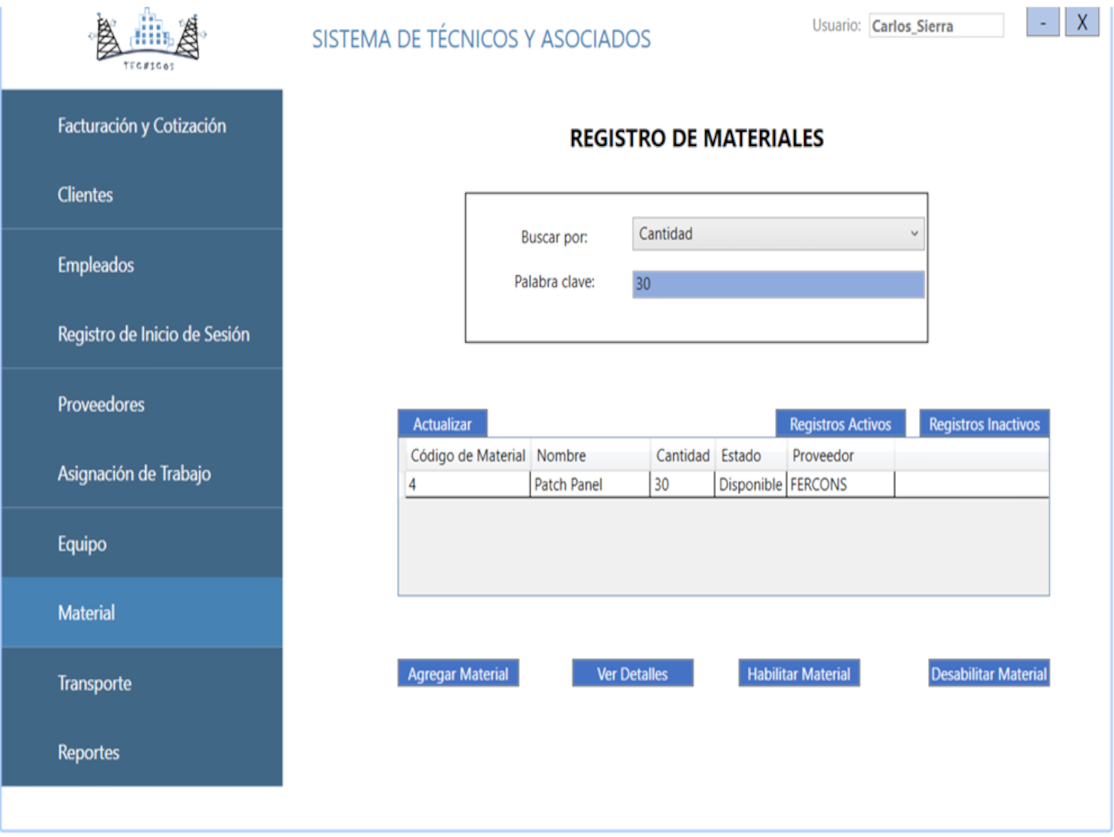 TECNICOS
SISTEMA DE TÉCNICOS Y ASOCIADOS
Usuario: Carlos_Sierra
- X
Facturación y Cotización
Clientes
Empleados
Registro de Inicio de Sesión
Proveedores
Asignación de Trabajo
Equipo
Material
Transporte
Reportes
REGISTRO DE MATERIALES
Buscar por: Cantidad
Palabra clave: 30
Actualizar Registros Activos Registros Inactivos
Código de Material Nombre Cantidad Estado Proveedor
4 Patch Panel 30 Disponible FERCONS
Agregar Material Ver Detalles Habilitar Material Desabilitar Material